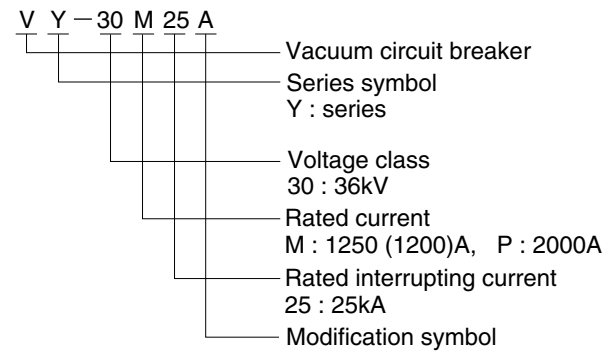 V Y－30 M 25 A
Vacuum circuit breaker
Series symbol
Y : series
Voltage class
30 : 36kV
Rated current
M : 1250 (1200)A, P : 2000A
Rated interrupting current
25 : 25kA
Modification symbol